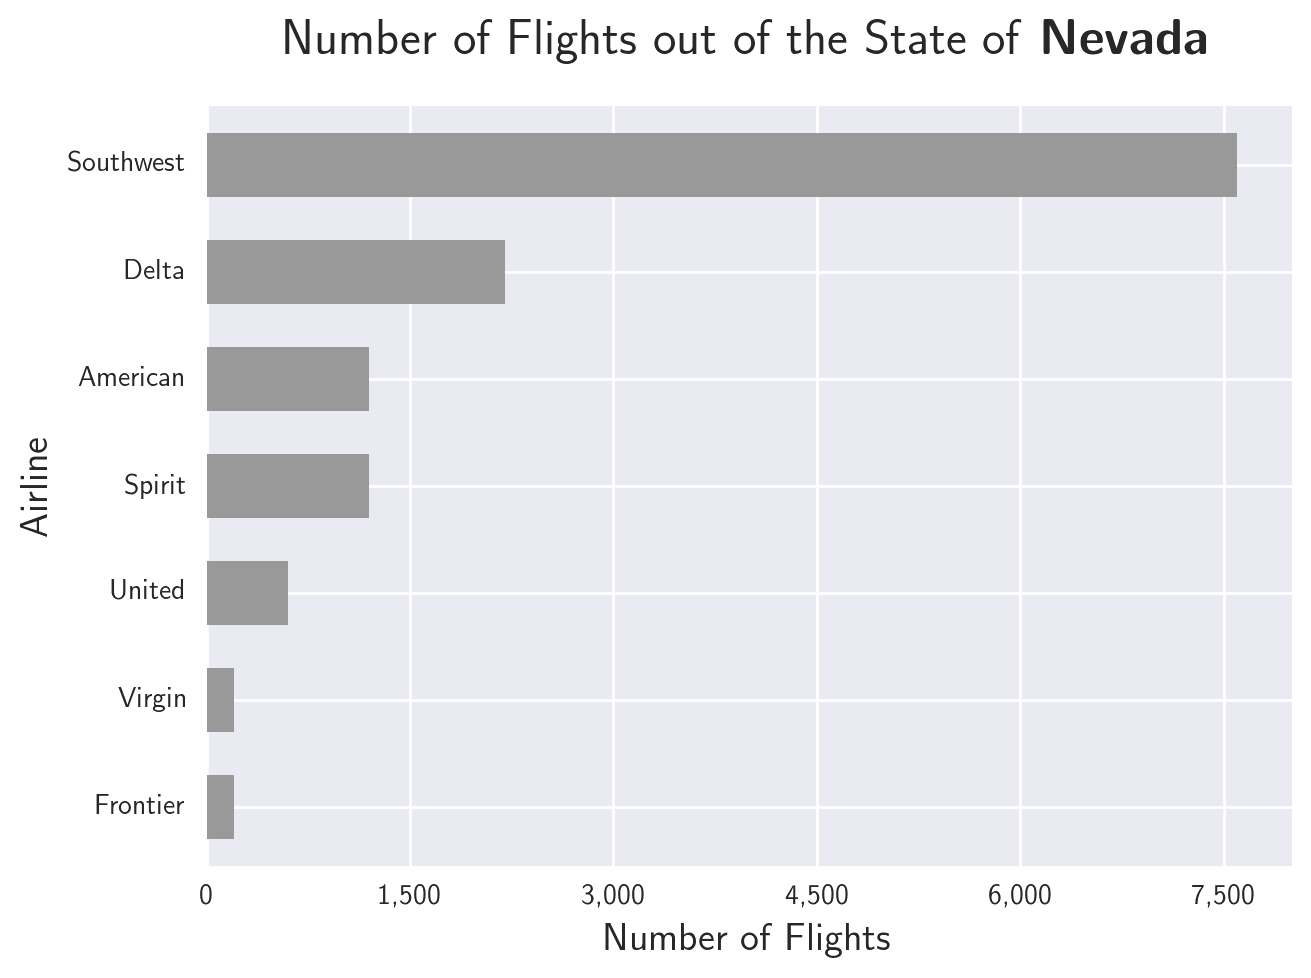 Number of Flights out of the State of Nevada
Southwest
Delta
American
Spirit
United
Virgin
Frontier
Airline
0 1,500 3,000 4,500 6,000 7,500
Number of Flights